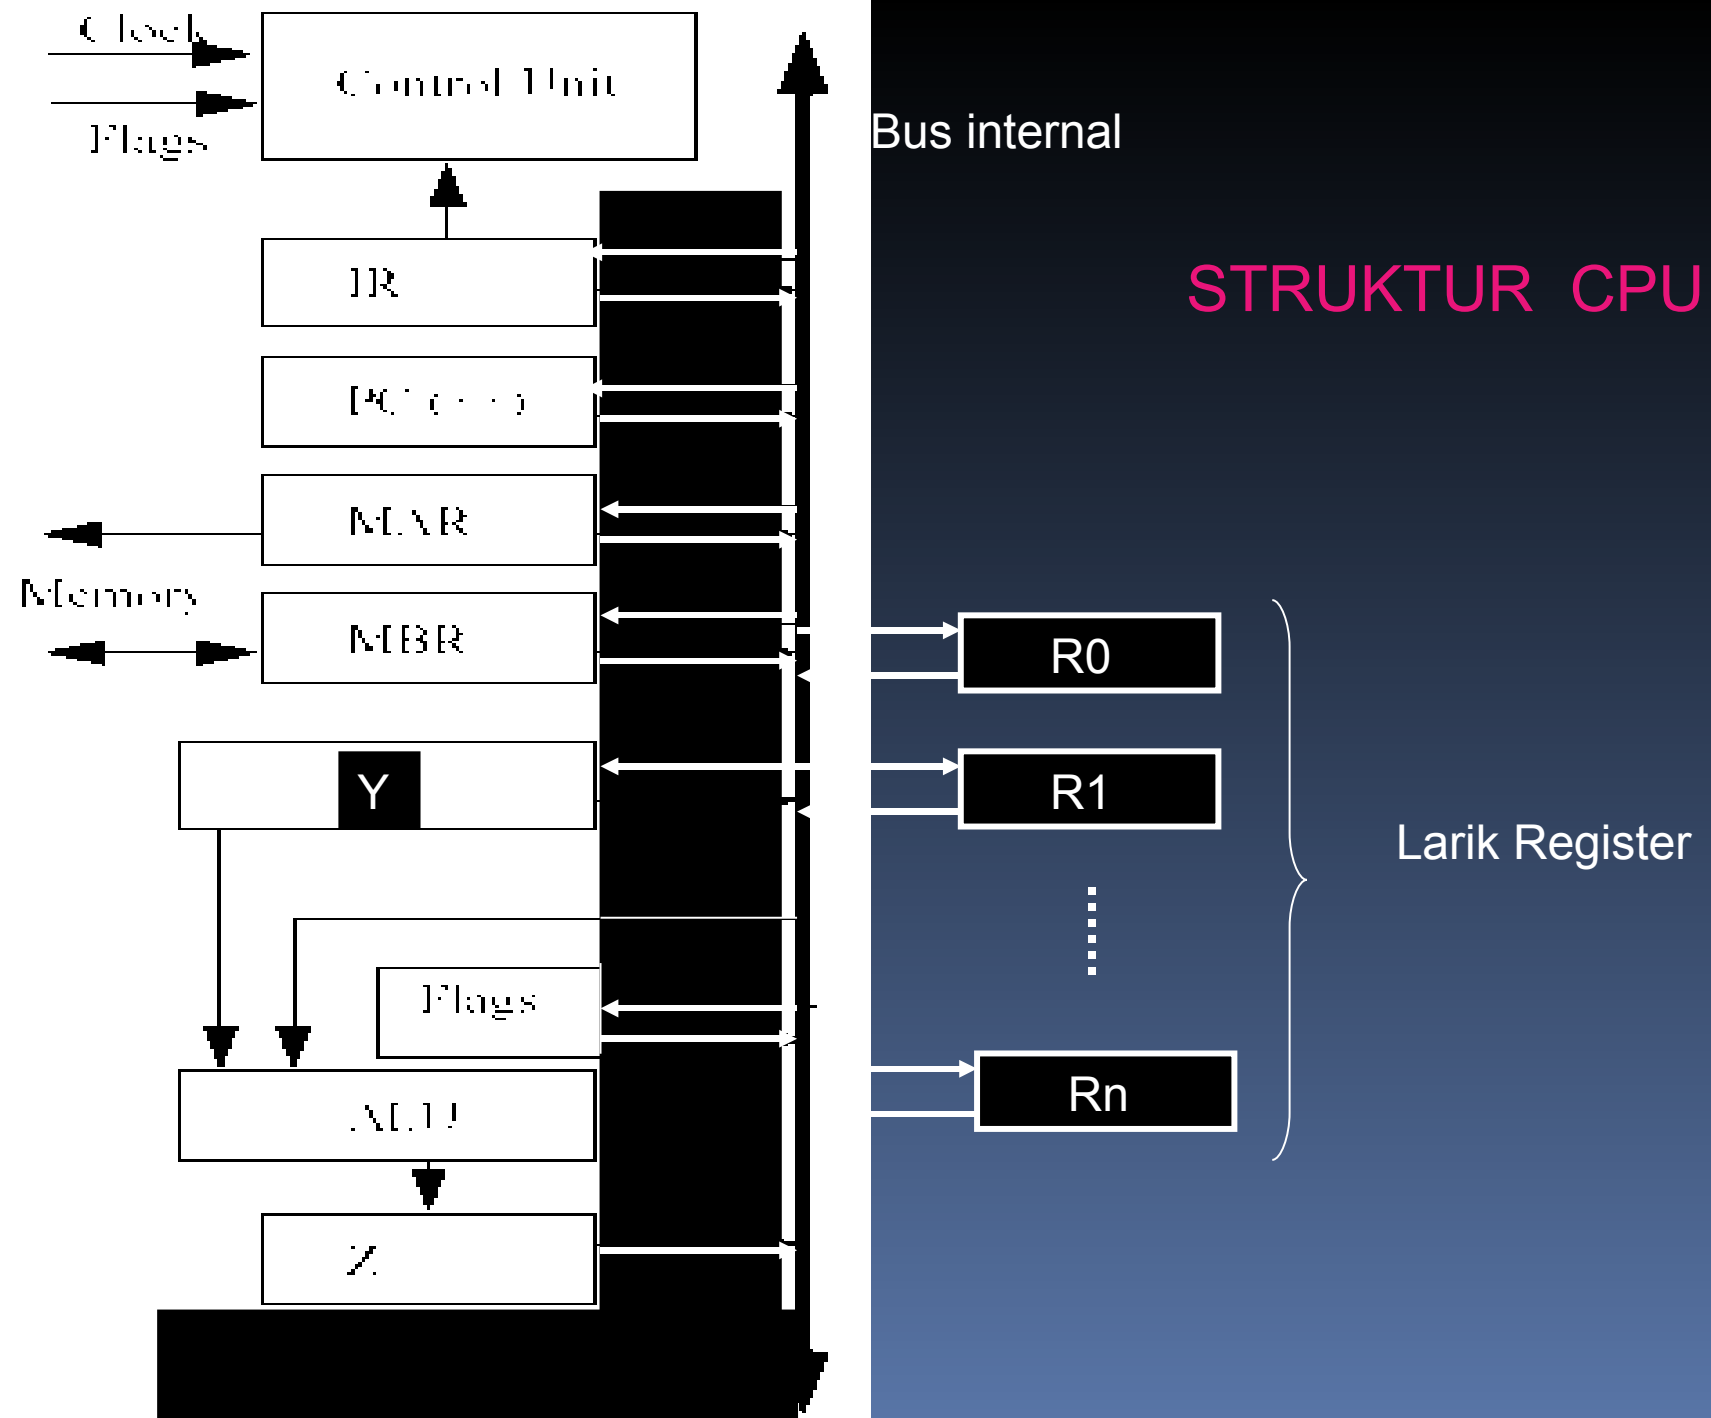 Clock
Control Unit
Flags
Bus internal
IR
STRUKTUR CPU
PC
MAR
Memory
MBR
R0
Y
R1
Larik Register
Flags
Rn
ALU
Z